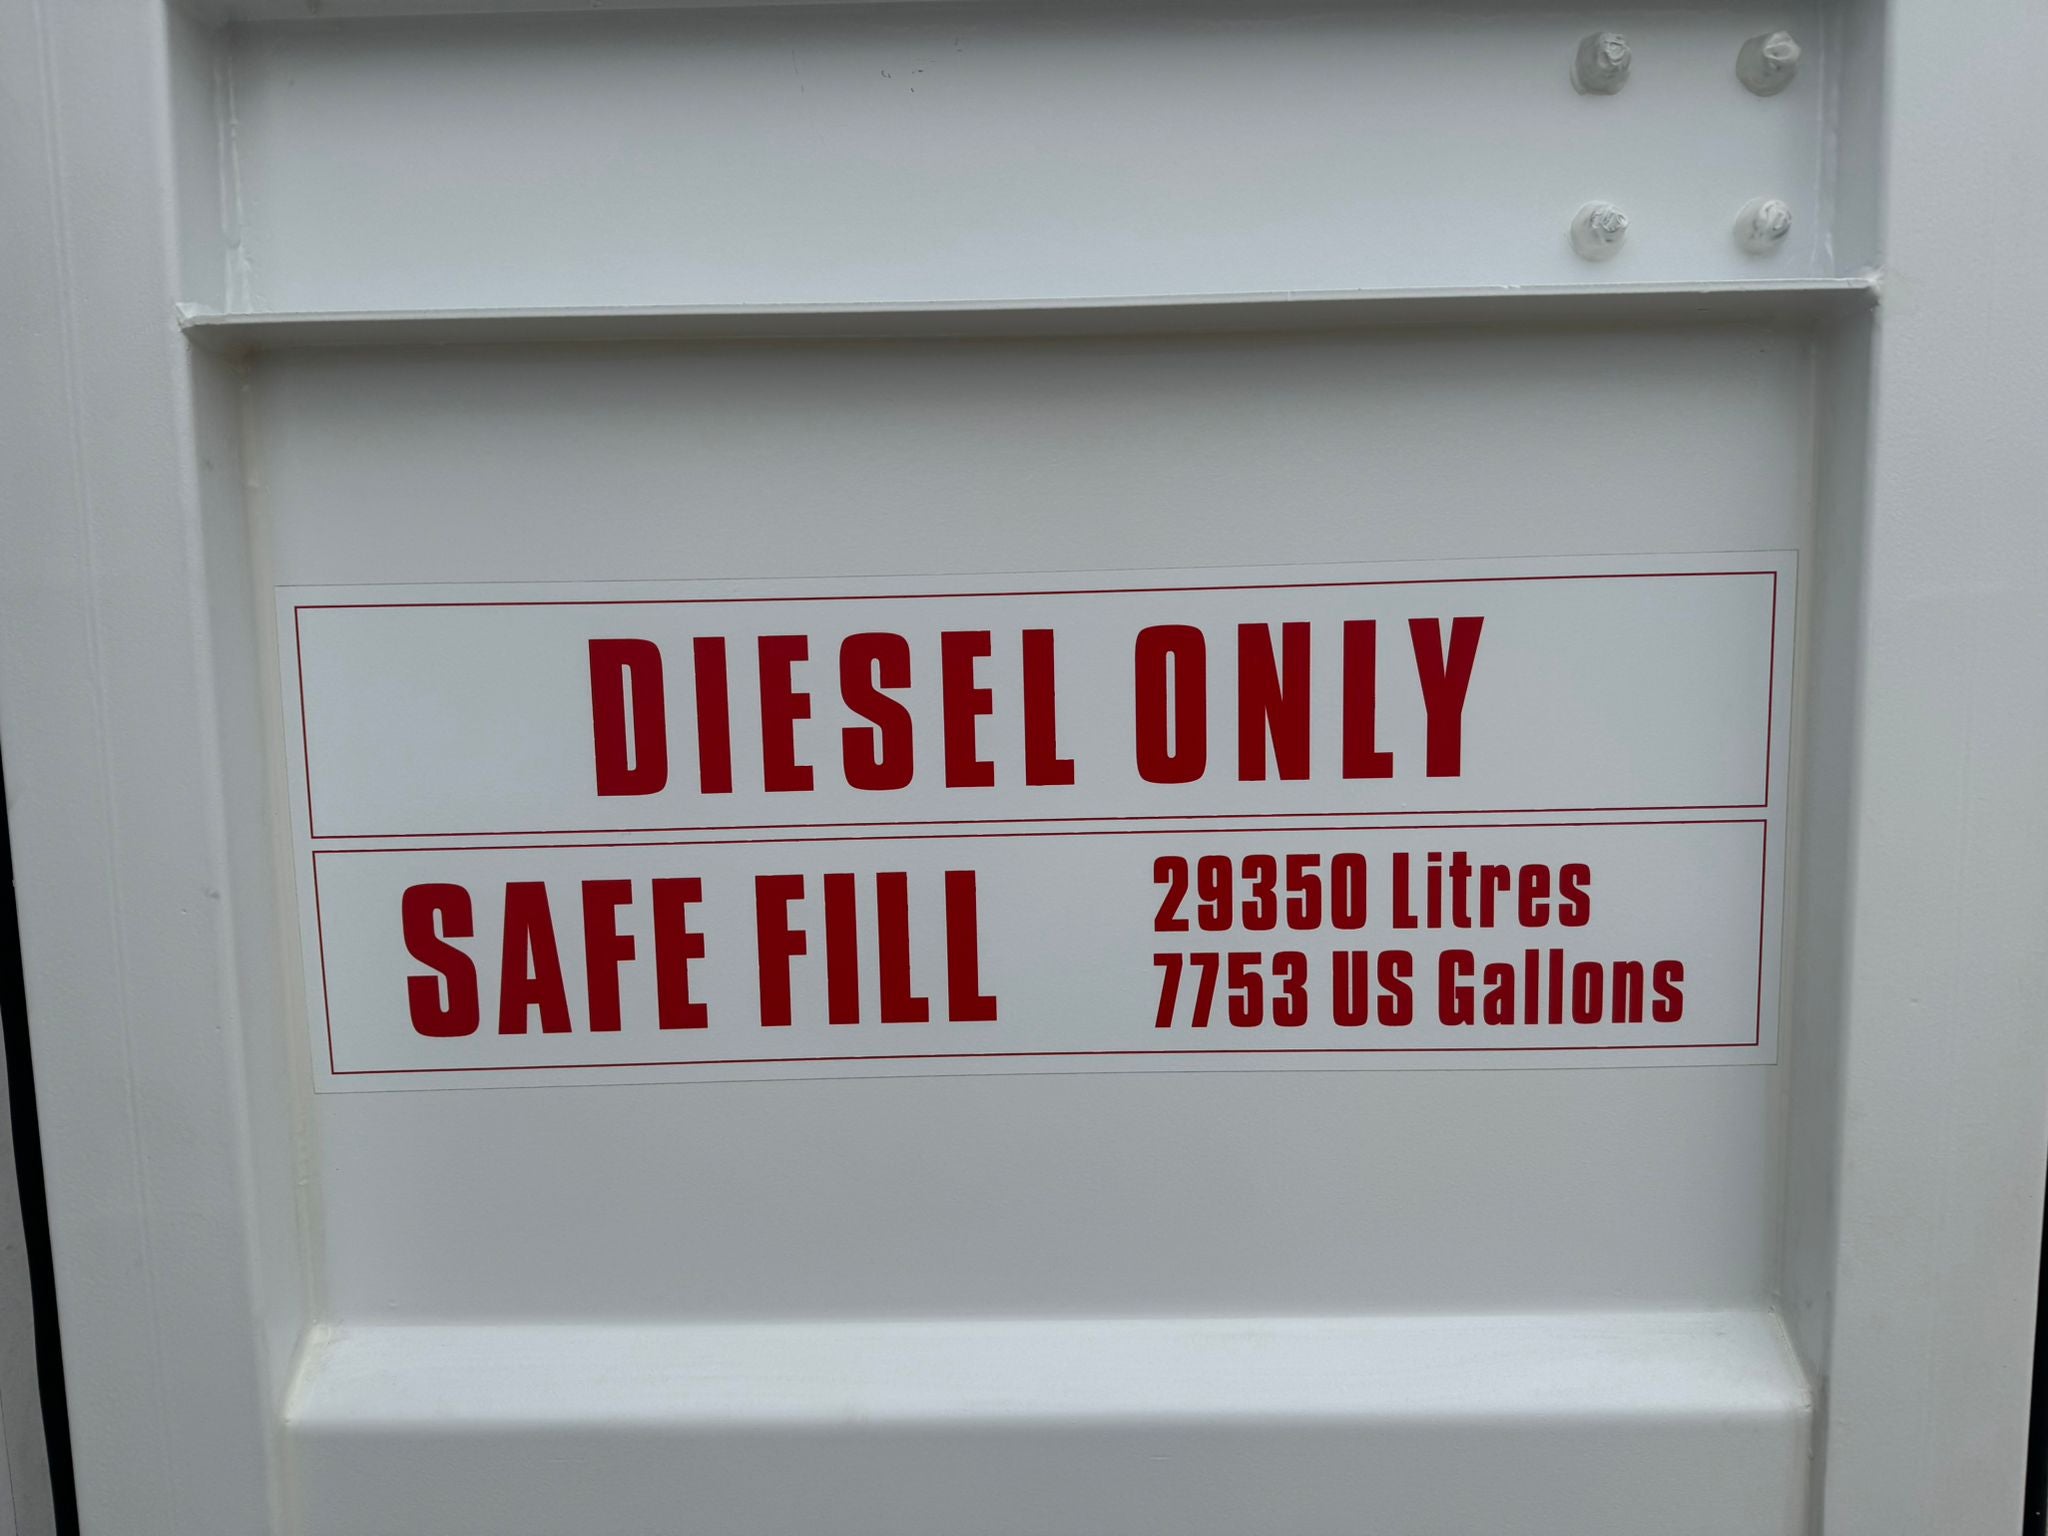 DIESEL ONLY
SAFE FILL
29350 Litres
7753 US Gallons